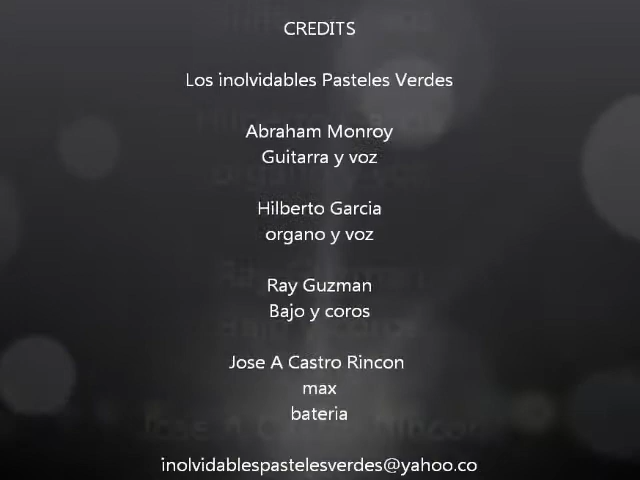 CREDITS
Los inolvidables Pasteles Verdes
Abraham Monroy
Guitarra y voz
Hilberto Garcia
organo y voz
Ray Guzman
Bajo y coros
Jose A Castro Rincon
max
bateria
inolvidablespastelesverdes@yahoo.co